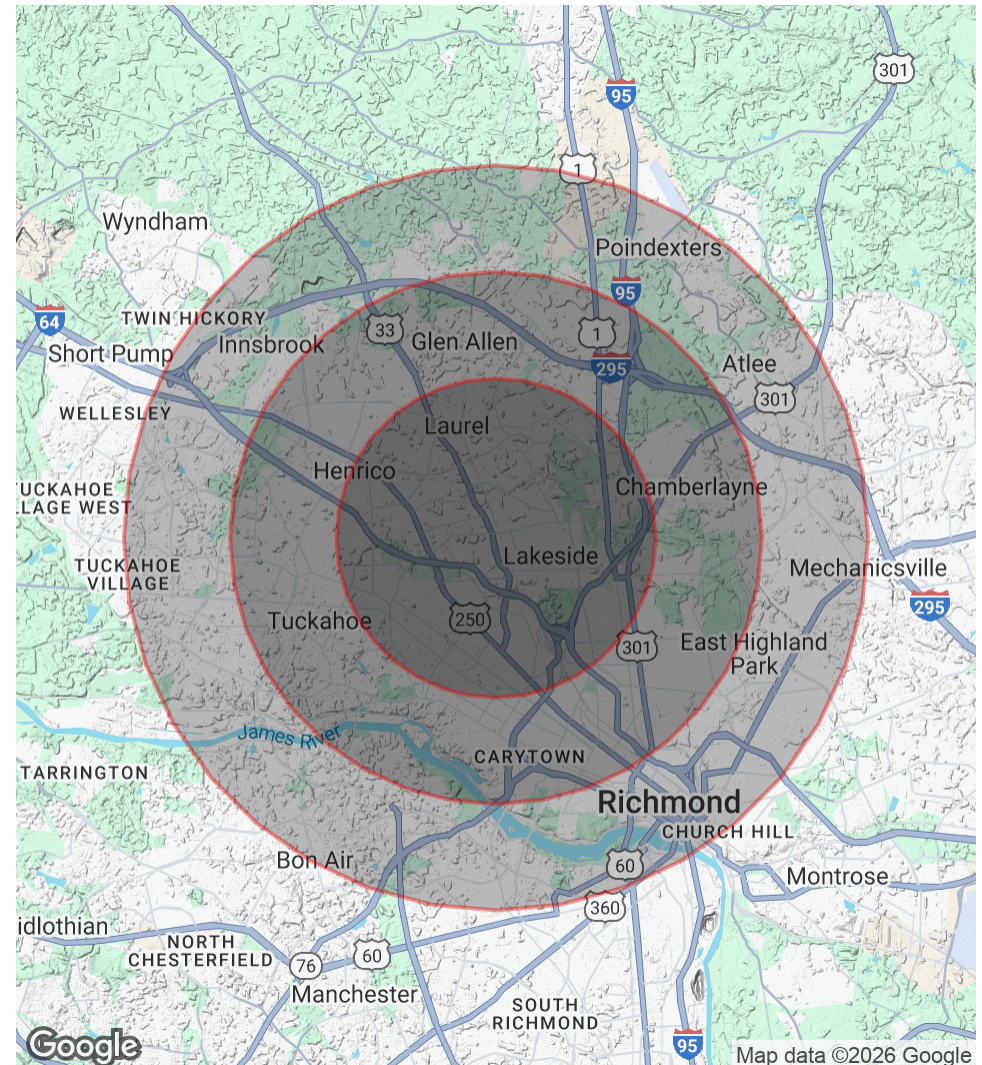 301
95
1
Wyndham
Poindexters
95
64
TWIN HICKORY
33
1
Innsbrook
Glen Allen
Short Pump
295
Atlee
301
WELLESLEY
Laurel
Henrico
UCKAHOE
LLAGE WEST
Chamberlayne
Lakeside
TUCKAHOE
VILLAGE
Mechanicsville
295
Tuckahoe
250
301
East Highland
Park
James River
CARYTOWN
TARRINGTON
Richmond
CHURCH HILL
Bon Air
60
Montrose
360
idlothian
NORTH
CHESTERFIELD
76
60
Manchester
SOUTH
RICHMOND
95
Google
Map data ©2026 Google